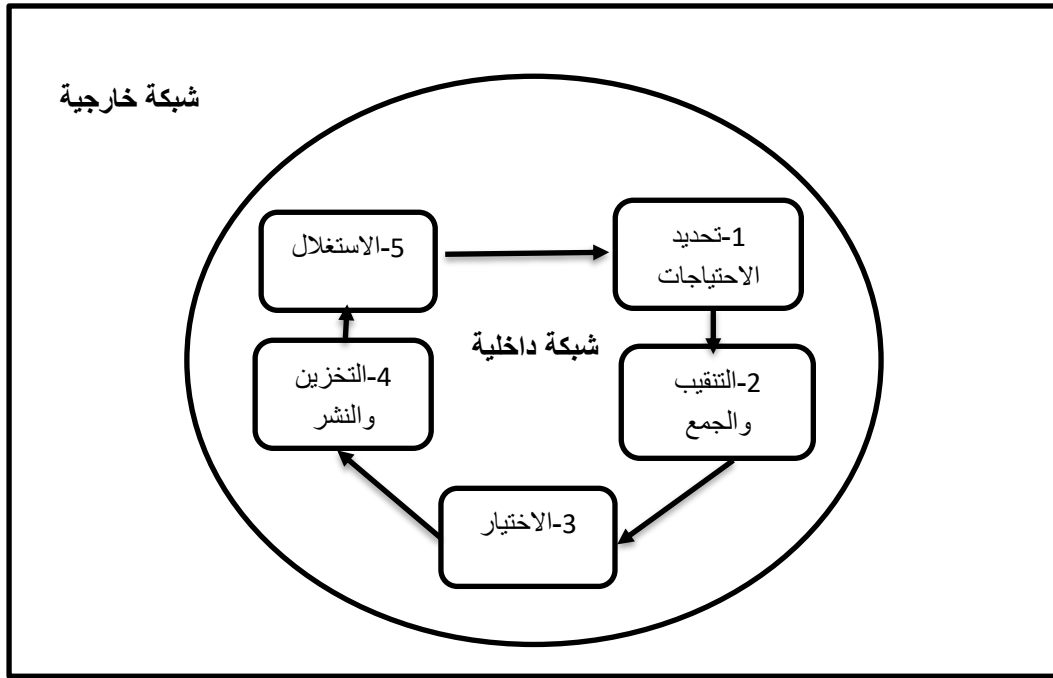 شبكة خارجية
1-تحديد
الاحتياجات
2-التنقيب
والجمع
3-الاختيار
4-التخزين
والنشر
5-الاستغلال
شبكة داخلية